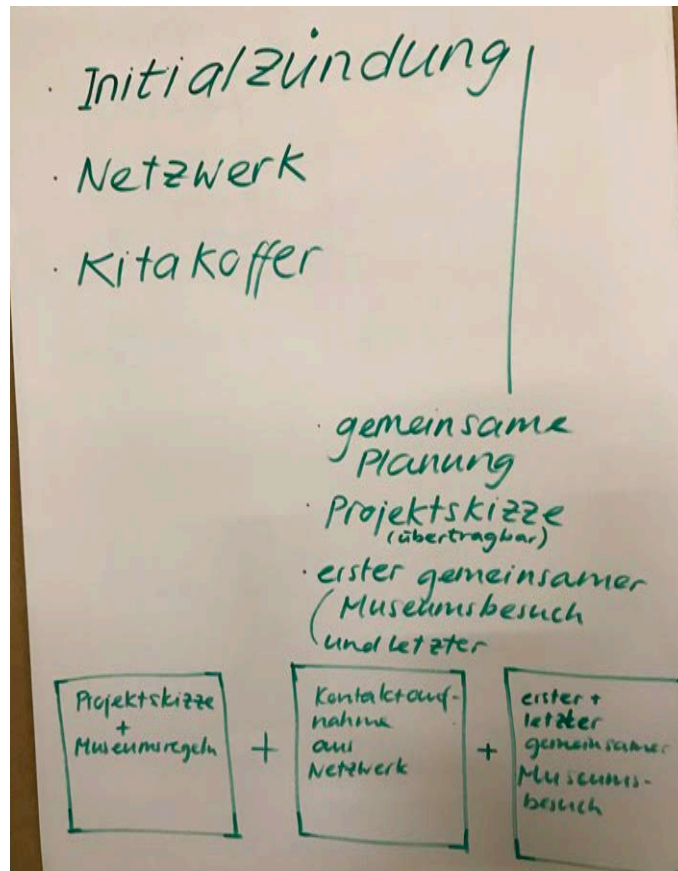 · Initialzündung
· Netzwerk
· Kitakoffer
· gemeinsame
Planung
· Projektskizze
(übertragbar)
· erster gemeinsamer
( Museumsbesuch
und letzter
Projektskizze
+
Museumsregeln
+
Kontaktauf-
nahme
aus
Netzwerk
+
erster +
letzter
gemeinsamer
Museums-
besuch